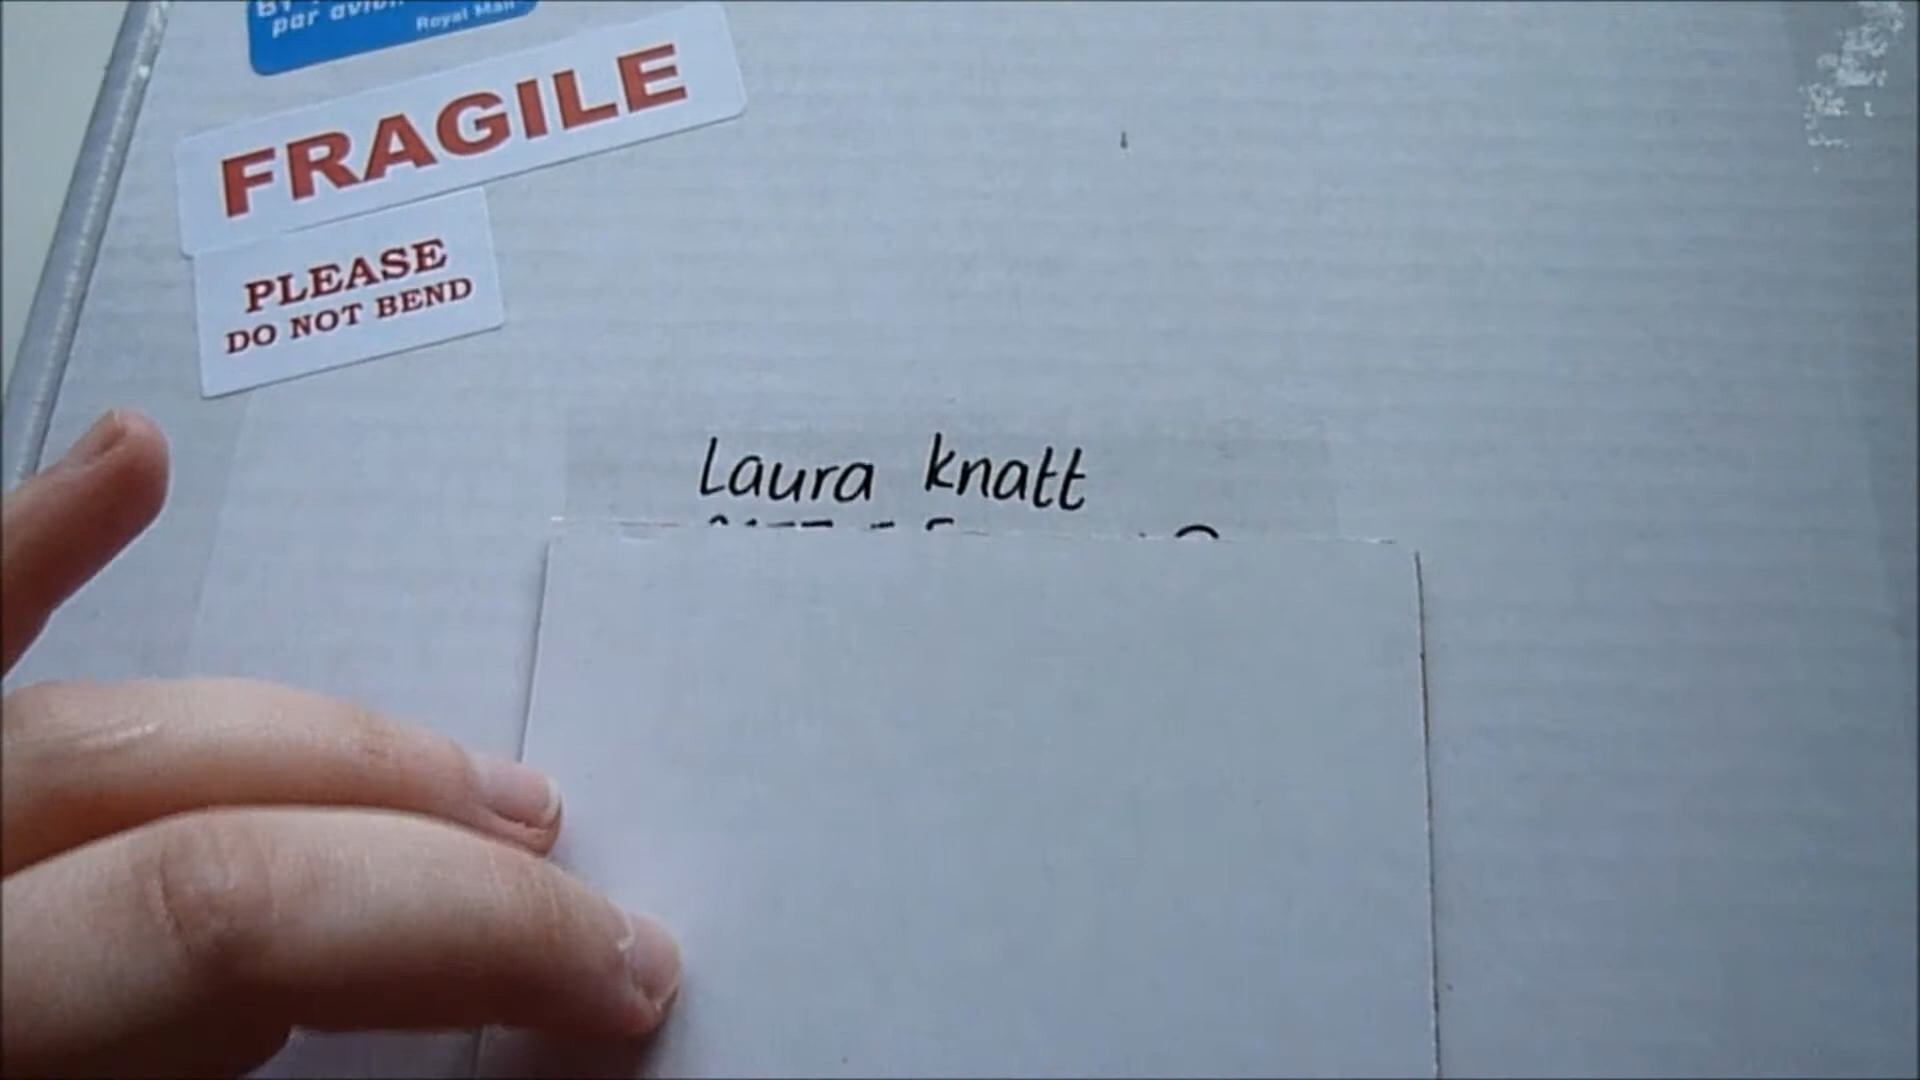 par avion
Royal Mail
FRAGILE
PLEASE
DO NOT BEND
Laura knatt